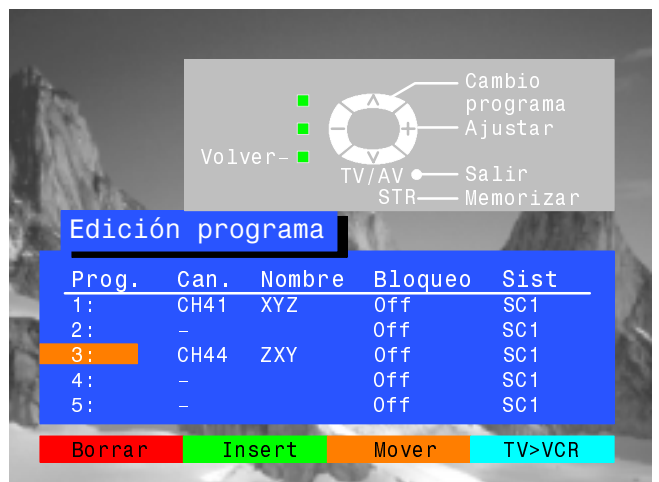 Cambio
programa
Ajustar
Volver–
TV/AV Salir
STR Memorizar
Edición programa
Prog. Can. Nombre Bloqueo Sist
1: CH41 XYZ Off SC1
2: – Off SC1
3: CH44 ZXY Off SC1
4: – Off SC1
5: – Off SC1
Borrar Insert Mover TV>VCR